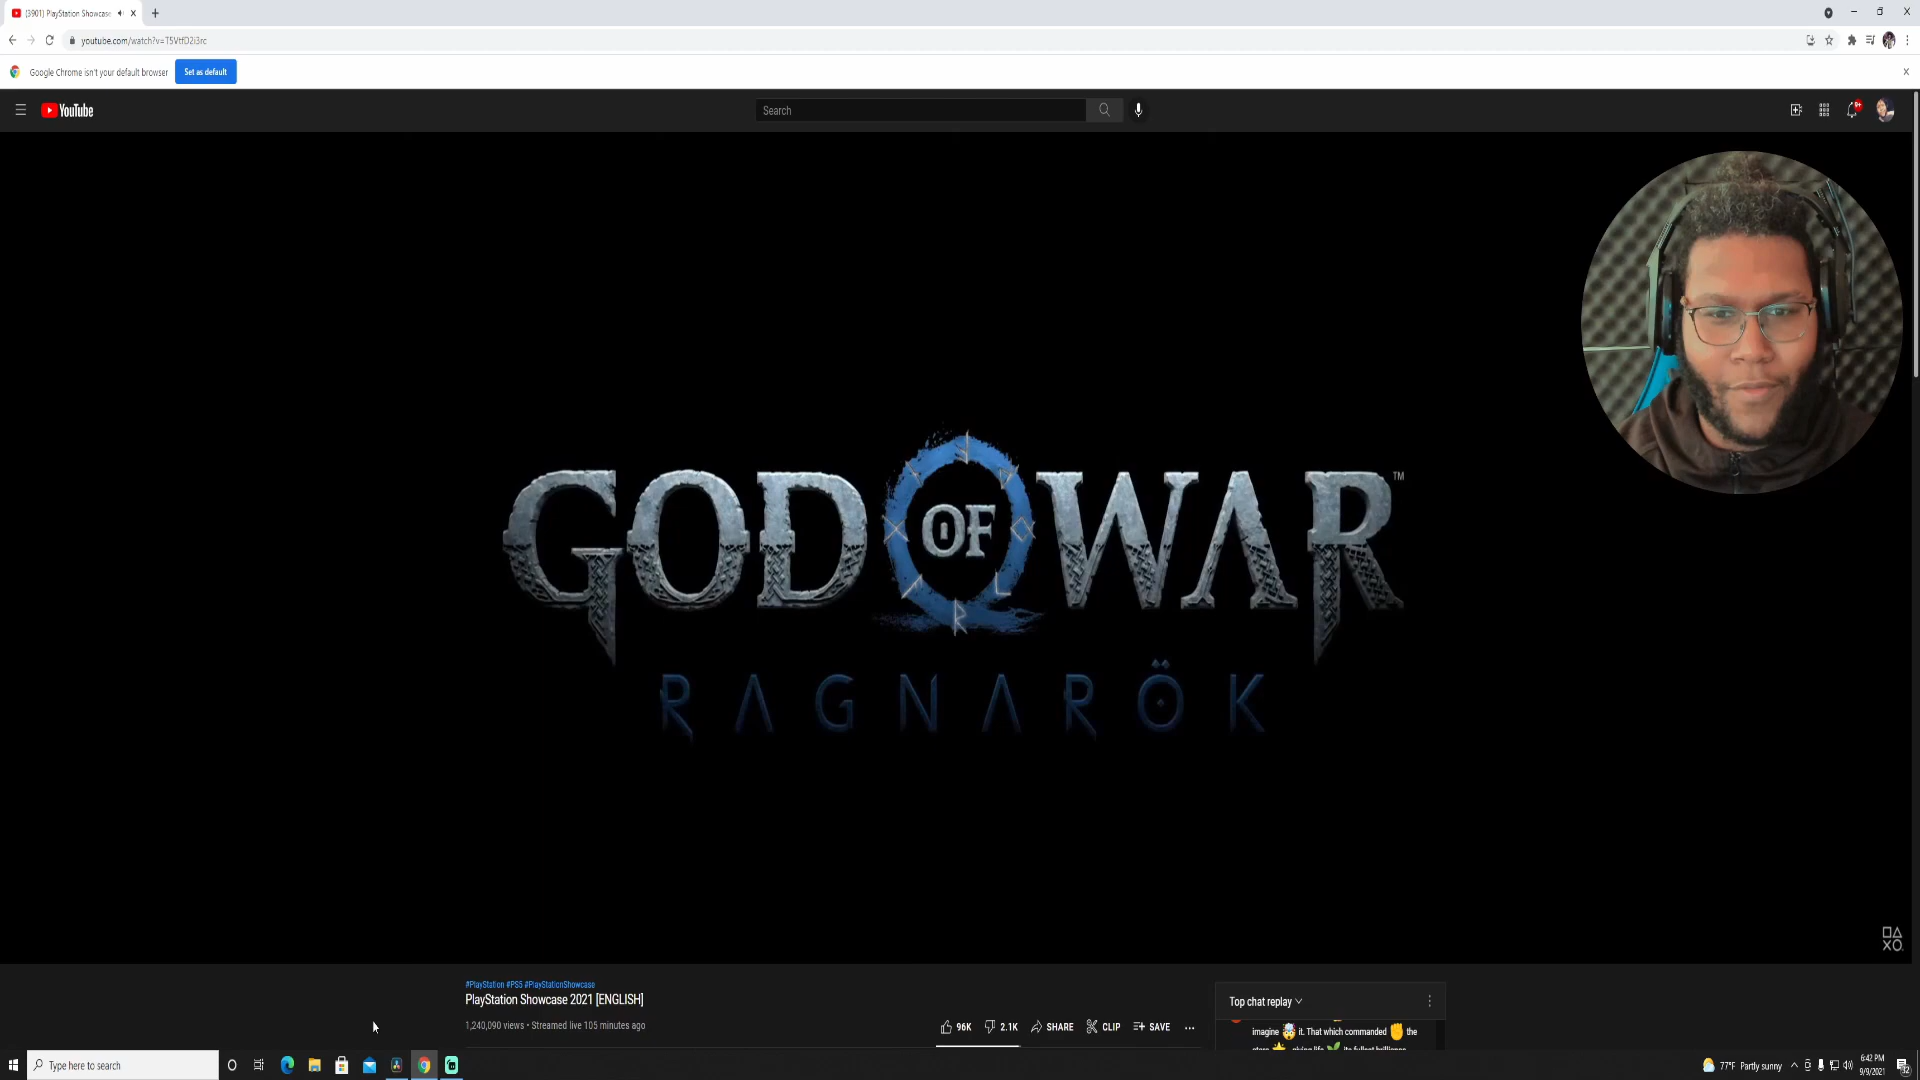 (3901) PlayStation Showcase
youtube.com/watch?v=T5VtfD2i3rc
Google Chrome isn't your default browser
Set as default
YouTube
Search
9+
GOD OF WAR™
RAGNARÖK
#PlayStation #PS5 #PlayStationShowcase
PlayStation Showcase 2021 [ENGLISH]
1,240,090 views • Streamed live 105 minutes ago
96K
2.1K
SHARE
CLIP
SAVE
Top chat replay
imagine 🤯 it. That which commanded ✊ the
Type here to search
77°F Partly sunny
6:42 PM
9/9/2021